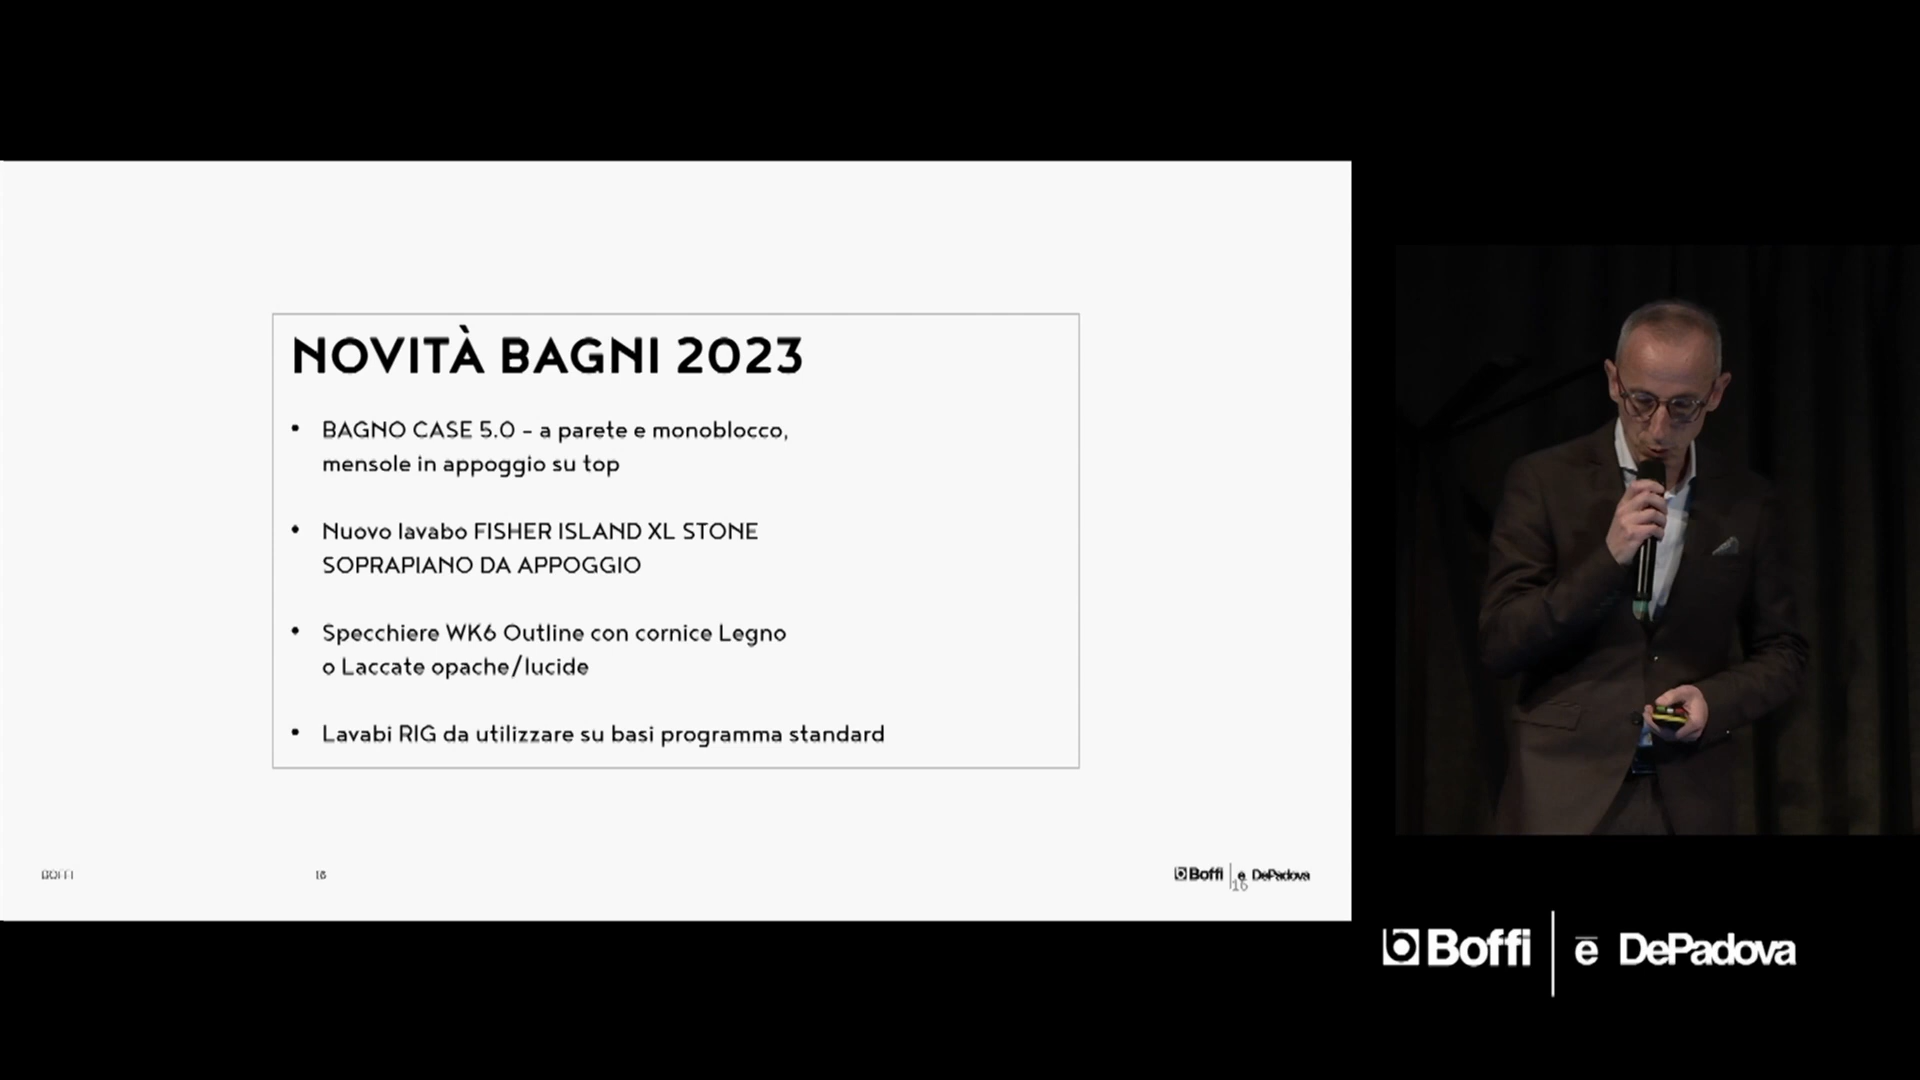 NOVITÀ BAGNI 2023
• BAGNO CASE 5.0 – a parete e monoblocco,
mensole in appoggio su top
• Nuovo lavabo FISHER ISLAND XL STONE
SOPRAPIANO DA APPOGGIO
• Specchiere WK6 Outline con cornice Legno
o Laccate opache/lucide
• Lavabi RIG da utilizzare su basi programma standard
BOFFI
16
Boffi e DePadova
16
Boffi e DePadova